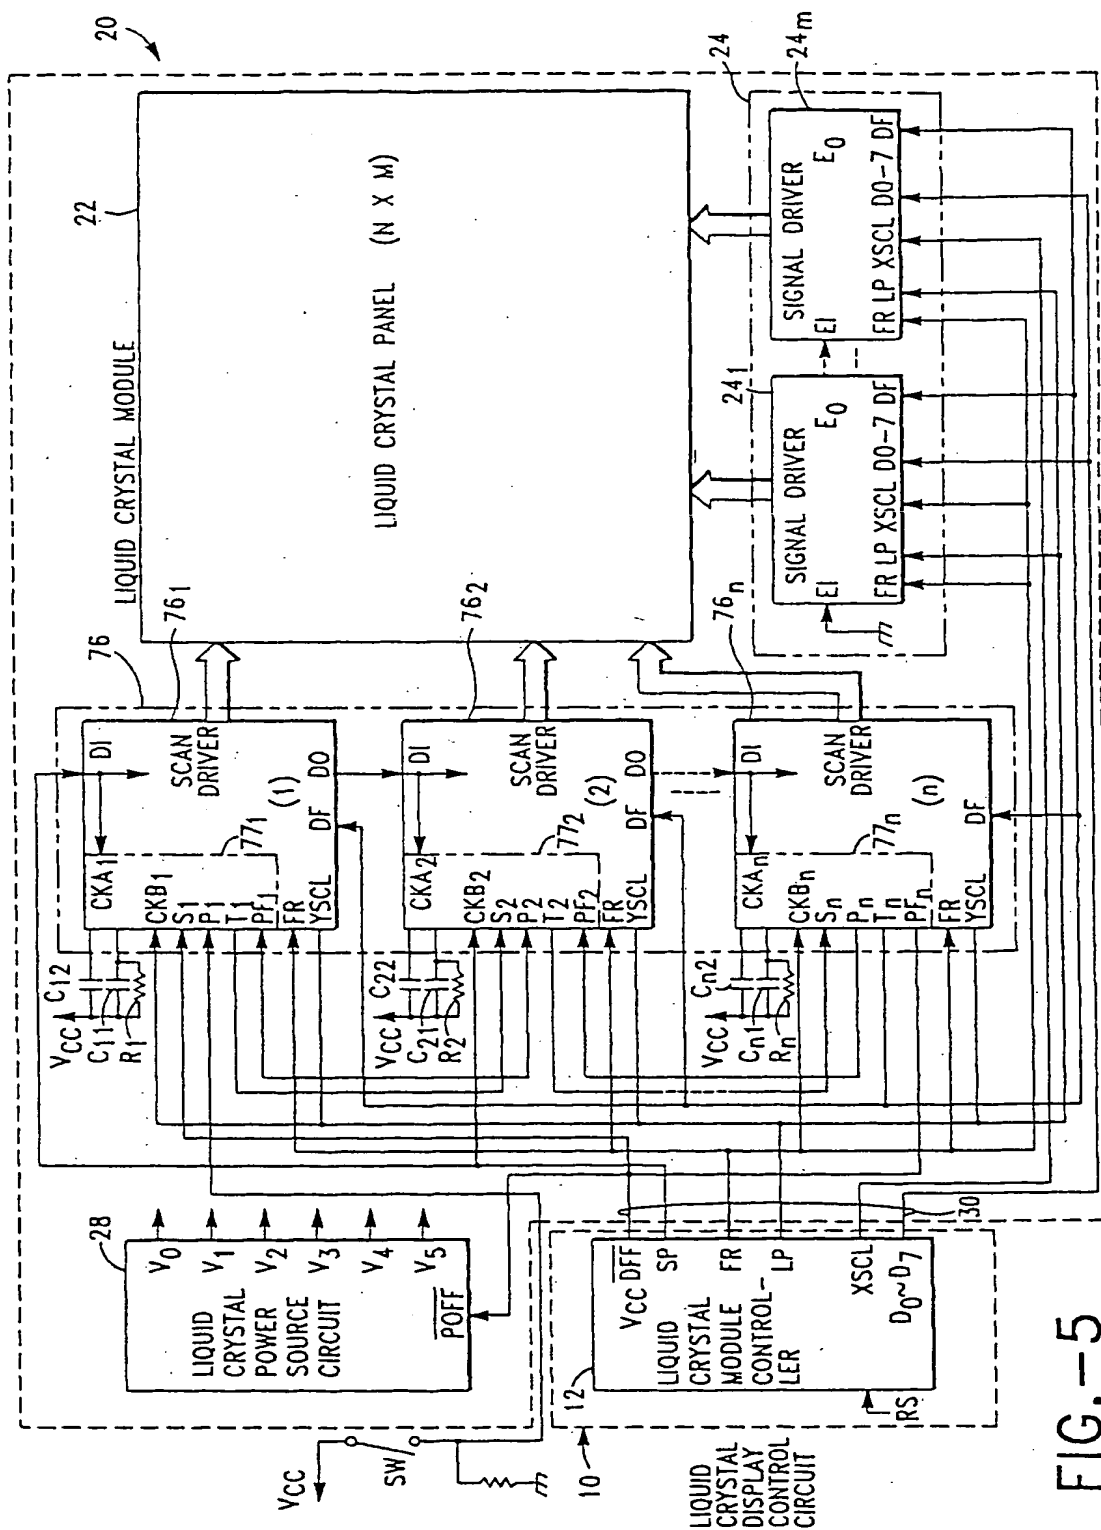 20
LIQUID CRYSTAL MODULE
22
LIQUID CRYSTAL PANEL (N X M)
28
LIQUID
CRYSTAL
POWER
SOURCE
CIRCUIT
V0
V1
V2
V3
V4
V5
POFF
VCC
SW
76
761
DI
SCAN
DRIVER
(1)
DO
DF
771
CKA1
CKB1
S1
P1
T1
PF1
FR
YSCL
VCC
C12
C11
R1
762
DI
SCAN
DRIVER
(2)
DO
DF
772
CKA2
CKB2
S2
P2
T2
PF2
FR
YSCL
VCC
C22
C21
R2
76n
DI
SCAN
DRIVER
(n)
DF
77n
CKAn
CKBn
Sn
Pn
Tn
PFn
FR
YSCL
VCC
Cn2
Cn1
Rn
24
241
SIGNAL DRIVER
EI
EO
FR LP XSCL DO-7 DF
24m
SIGNAL DRIVER
EI
EO
FR LP XSCL DO-7 DF
10
LIQUID
CRYSTAL
DISPLAY
CONTROL
CIRCUIT
12
VCC DFF
LIQUID
CRYSTAL
MODULE
CONTROL-
LER
SP
FR
LP
XSCL
D0~D7
RS
30
FIG.-5